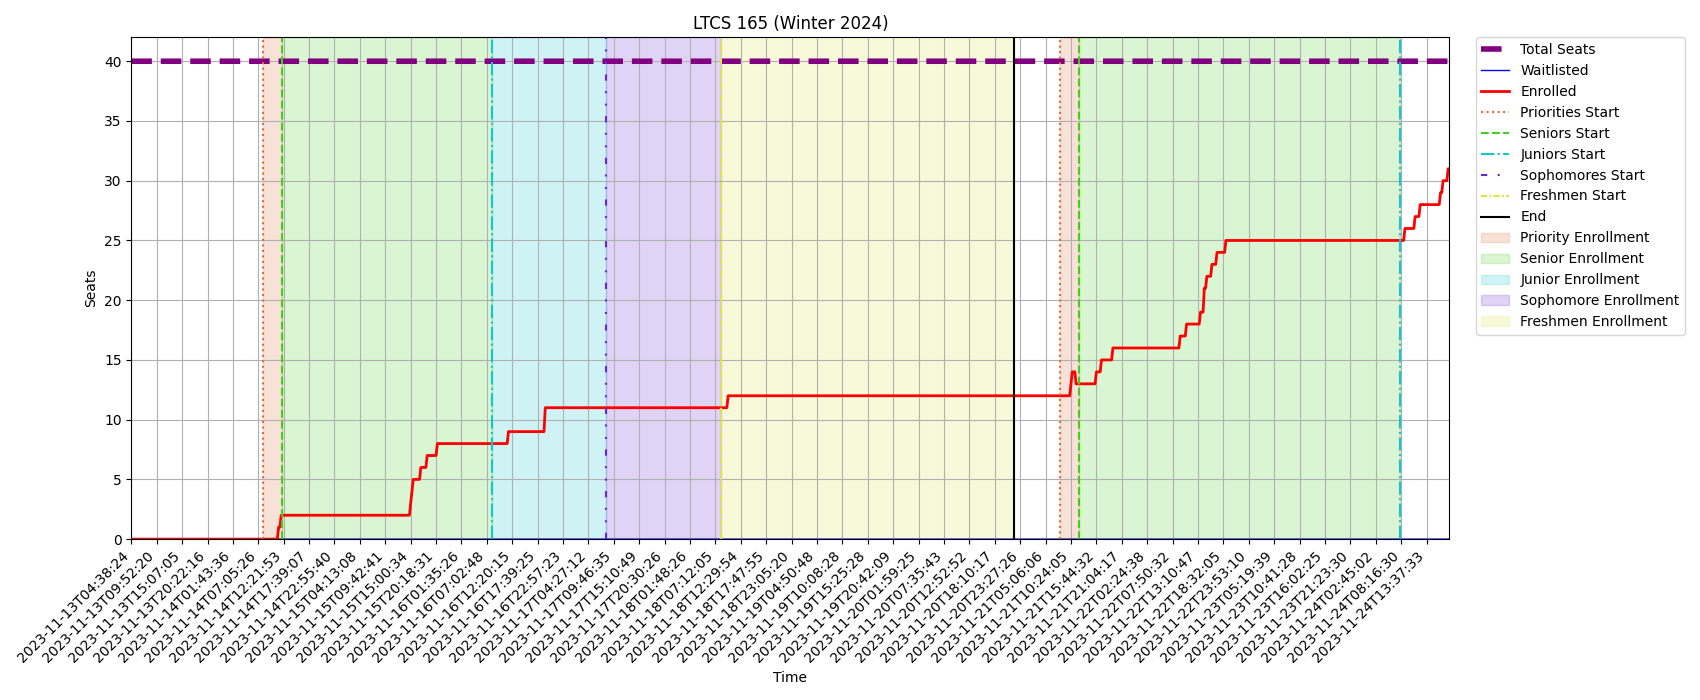 LTCS 165 (Winter 2024)
Seats
40
35
30
25
20
15
10
5
0
2023-11-13T04:38:24
2023-11-13T09:52:20
2023-11-13T15:07:05
2023-11-13T20:22:16
2023-11-14T01:43:36
2023-11-14T07:05:26
2023-11-14T12:21:53
2023-11-14T17:39:07
2023-11-14T22:55:40
2023-11-15T04:13:09
2023-11-15T09:42:41
2023-11-15T15:00:34
2023-11-15T20:18:31
2023-11-16T01:35:26
2023-11-16T07:02:48
2023-11-16T12:20:15
2023-11-16T17:39:25
2023-11-16T22:57:23
2023-11-17T04:27:12
2023-11-17T09:46:35
2023-11-17T15:10:49
2023-11-17T20:30:26
2023-11-18T01:48:26
2023-11-18T07:12:05
2023-11-18T12:29:54
2023-11-18T17:47:55
2023-11-18T23:05:20
2023-11-19T04:50:48
2023-11-19T10:08:28
2023-11-19T15:25:28
2023-11-19T20:42:09
2023-11-20T01:59:25
2023-11-20T07:35:43
2023-11-20T12:52:52
2023-11-20T18:10:17
2023-11-20T23:27:26
2023-11-21T05:06:06
2023-11-21T10:24:05
2023-11-21T15:44:32
2023-11-21T21:04:17
2023-11-22T02:24:38
2023-11-22T07:50:32
2023-11-22T13:10:47
2023-11-22T18:32:05
2023-11-22T23:53:10
2023-11-23T05:19:39
2023-11-23T10:41:28
2023-11-23T16:02:25
2023-11-23T21:23:30
2023-11-24T02:45:02
2023-11-24T08:16:30
2023-11-24T13:37:33
Time
Total Seats
Waitlisted
Enrolled
Priorities Start
Seniors Start
Juniors Start
Sophomores Start
Freshmen Start
End
Priority Enrollment
Senior Enrollment
Junior Enrollment
Sophomore Enrollment
Freshmen Enrollment